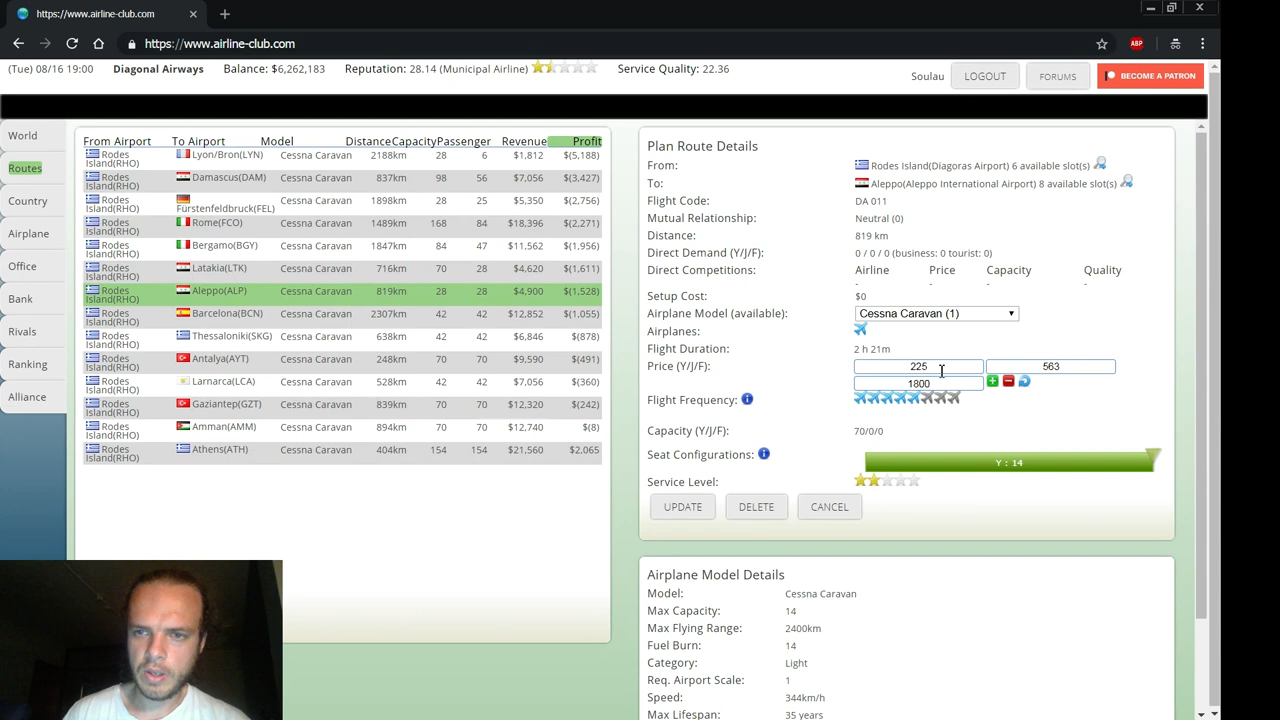 https://www.airline-club.com
https://www.airline-club.com
ABP
(Tue) 08/16 19:00 Diagonal Airways Balance: $6,262,183 Reputation: 28.14 (Municipal Airline) Service Quality: 22.36
Soulau LOGOUT FORUMS BECOME A PATRON
World
Routes
Country
Airplane
Office
Bank
Rivals
Ranking
Alliance
From Airport To Airport Model Distance Capacity Passenger Revenue Profit
Rodes Island(RHO) Lyon/Bron(LYN) Cessna Caravan 2188km 28 6 $1,812 $(5,188)
Rodes Island(RHO) Damascus(DAM) Cessna Caravan 837km 98 56 $7,056 $(3,427)
Rodes Island(RHO) Fürstenfeldbruck(FEL) Cessna Caravan 1898km 28 25 $5,350 $(2,756)
Rodes Island(RHO) Rome(FCO) Cessna Caravan 1489km 168 84 $18,396 $(2,271)
Rodes Island(RHO) Bergamo(BGY) Cessna Caravan 1847km 84 47 $11,562 $(1,956)
Rodes Island(RHO) Latakia(LTK) Cessna Caravan 716km 70 28 $4,620 $(1,611)
Rodes Island(RHO) Aleppo(ALP) Cessna Caravan 819km 28 28 $4,900 $(1,528)
Rodes Island(RHO) Barcelona(BCN) Cessna Caravan 2307km 42 42 $12,852 $(1,055)
Rodes Island(RHO) Thessaloniki(SKG) Cessna Caravan 638km 42 42 $6,846 $(878)
Rodes Island(RHO) Antalya(AYT) Cessna Caravan 248km 70 70 $9,590 $(491)
Rodes Island(RHO) Larnarca(LCA) Cessna Caravan 528km 42 42 $7,056 $(360)
Rodes Island(RHO) Gaziantep(GZT) Cessna Caravan 839km 70 70 $12,320 $(242)
Rodes Island(RHO) Amman(AMM) Cessna Caravan 894km 70 70 $12,740 $(8)
Rodes Island(RHO) Athens(ATH) Cessna Caravan 404km 154 154 $21,560 $2,065
Plan Route Details
From: Rodes Island(Diagoras Airport) 6 available slot(s)
To: Aleppo(Aleppo International Airport) 8 available slot(s)
Flight Code: DA 011
Mutual Relationship: Neutral (0)
Distance: 819 km
Direct Demand (Y/J/F): 0 / 0 / 0 (business: 0 tourist: 0)
Direct Competitions: Airline Price Capacity Quality
- - - -
Setup Cost: $0
Airplane Model (available): Cessna Caravan (1)
Airplanes:
Flight Duration: 2 h 21m
Price (Y/J/F): 225 563
1800
Flight Frequency:
Capacity (Y/J/F): 70/0/0
Seat Configurations: Y : 14
Service Level:
UPDATE DELETE CANCEL
Airplane Model Details
Model: Cessna Caravan
Max Capacity: 14
Max Flying Range: 2400km
Fuel Burn: 14
Category: Light
Req. Airport Scale: 1
Speed: 344km/h
Max Lifespan: 35 years